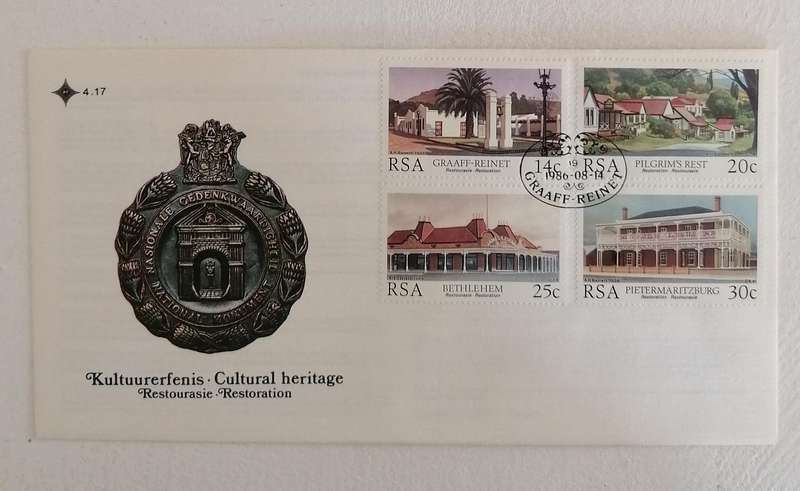 4.17
NASIONALE GEDENKWAARDIGHEID
NATIONAL MONUMENT
Kultuurerfenis · Cultural heritage
Restourasie · Restoration
RSA GRAAFF-REINET 14c
Restourasie · Restoration
RSA PILGRIM'S REST 20c
Restourasie · Restoration
19
1986-08-14
GRAAFF-REINET
RSA BETHLEHEM 25c
Restourasie · Restoration
RSA PIETERMARITZBURG 30c
Restoration · Restourasie